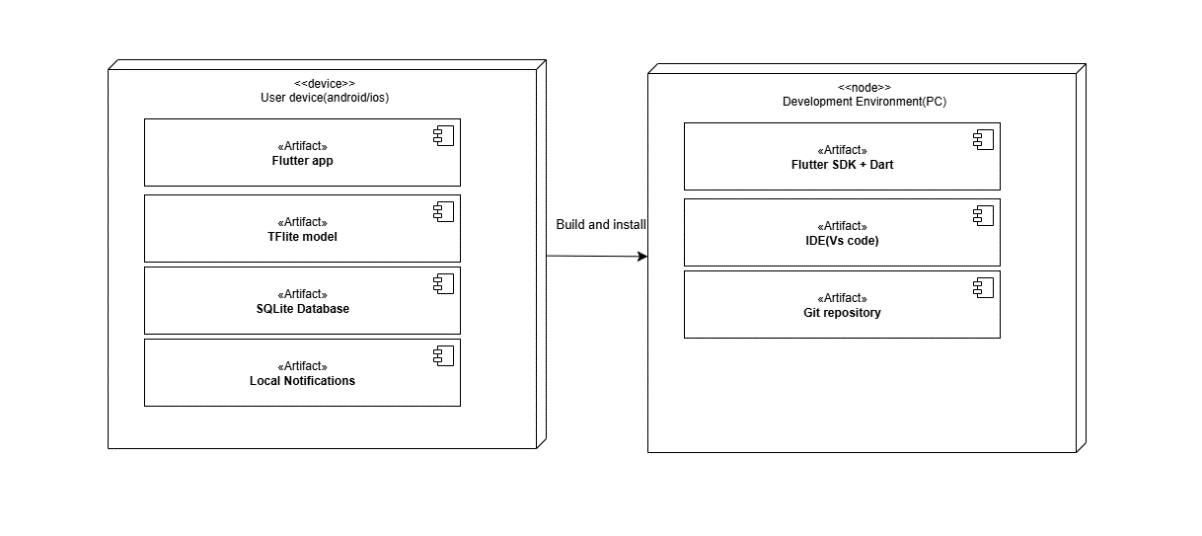 <<device>>
User device(android/ios)
«Artifact»
Flutter app
«Artifact»
TFlite model
«Artifact»
SQLite Database
«Artifact»
Local Notifications
Build and install
<<node>>
Development Environment(PC)
«Artifact»
Flutter SDK + Dart
«Artifact»
IDE(Vs code)
«Artifact»
Git repository